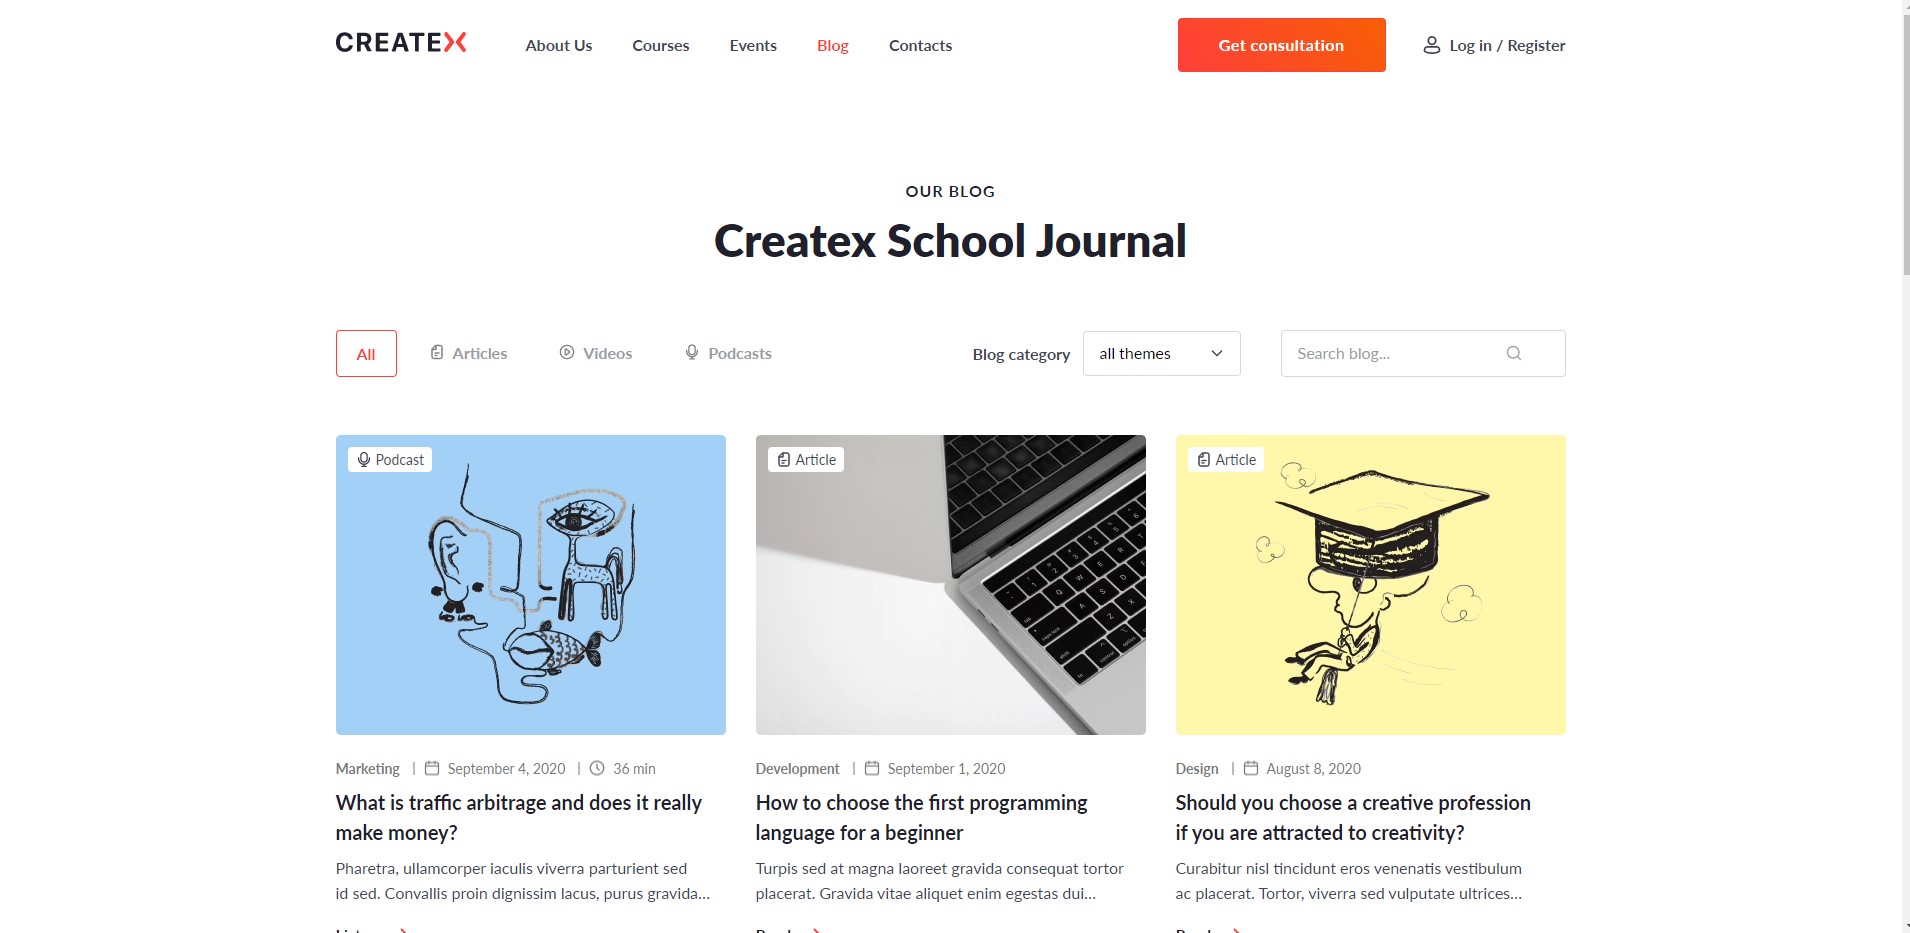 CREATEX
About Us
Courses
Events
Blog
Contacts
Get consultation
Log in / Register
OUR BLOG
Createx School Journal
All
Articles
Videos
Podcasts
Blog category
all themes
Search blog...
Podcast
Marketing | September 4, 2020 | 36 min
What is traffic arbitrage and does it really
make money?
Pharetra, ullamcorper iaculis viverra parturient sed
id sed. Convallis proin dignissim lacus, purus gravida...
Article
Development | September 1, 2020
How to choose the first programming
language for a beginner
Turpis sed at magna laoreet gravida consequat tortor
placerat. Gravida vitae aliquet enim egestas dui...
Article
Design | August 8, 2020
Should you choose a creative profession
if you are attracted to creativity?
Curabitur nisl tincidunt eros venenatis vestibulum
ac placerat. Tortor, viverra sed vulputate ultrices...